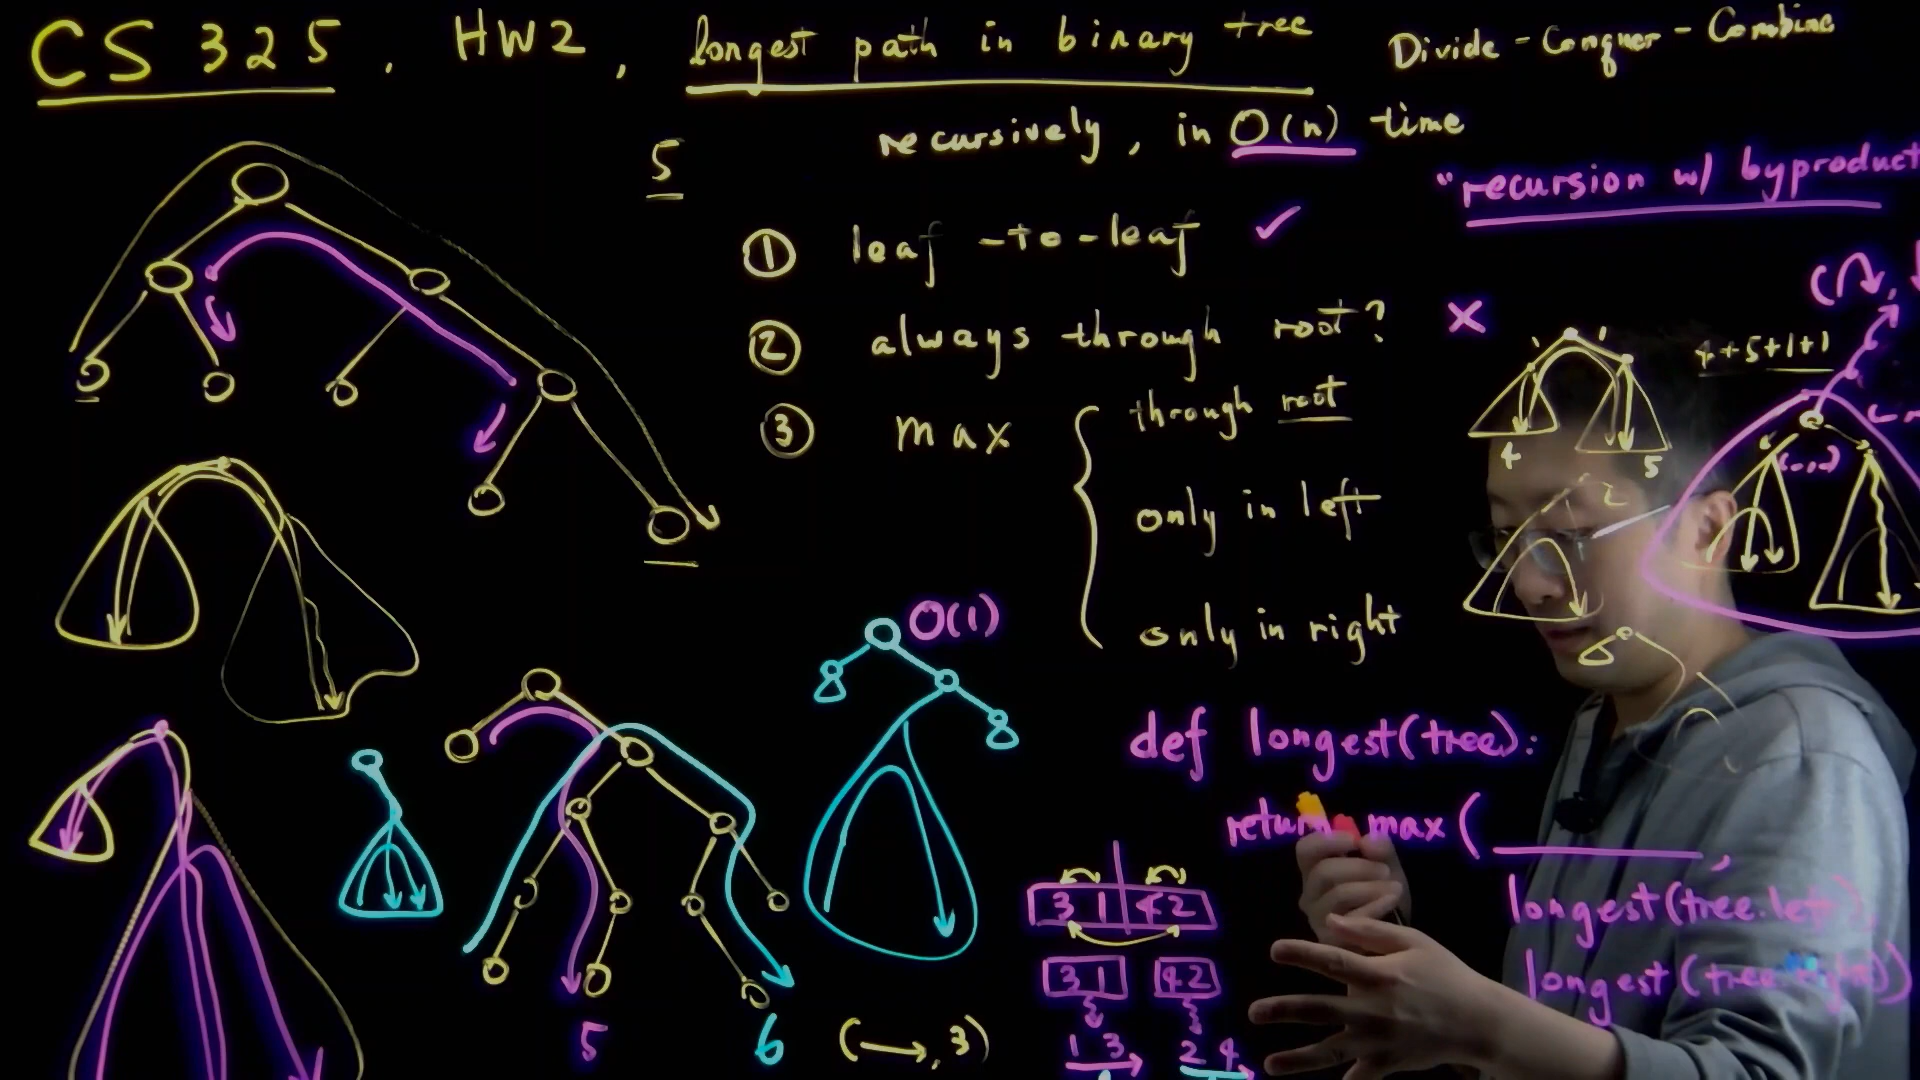 CS 325, HW2, longest path in binary tree
Divide-Conquer-Combine
recursively, in O(n) time
"recursion w/ byproduct
5
① leaf-to-leaf ✓
② always through root? ×
③ max { through root
only in left
only in right
4+5+1+1
4 5
O(1)
def longest(tree):
return max( ,
longest(tree.left),
longest(tree.right))
3 1 4 2
3 1 4 2
1 3 2 4
5
6
(→, 3)